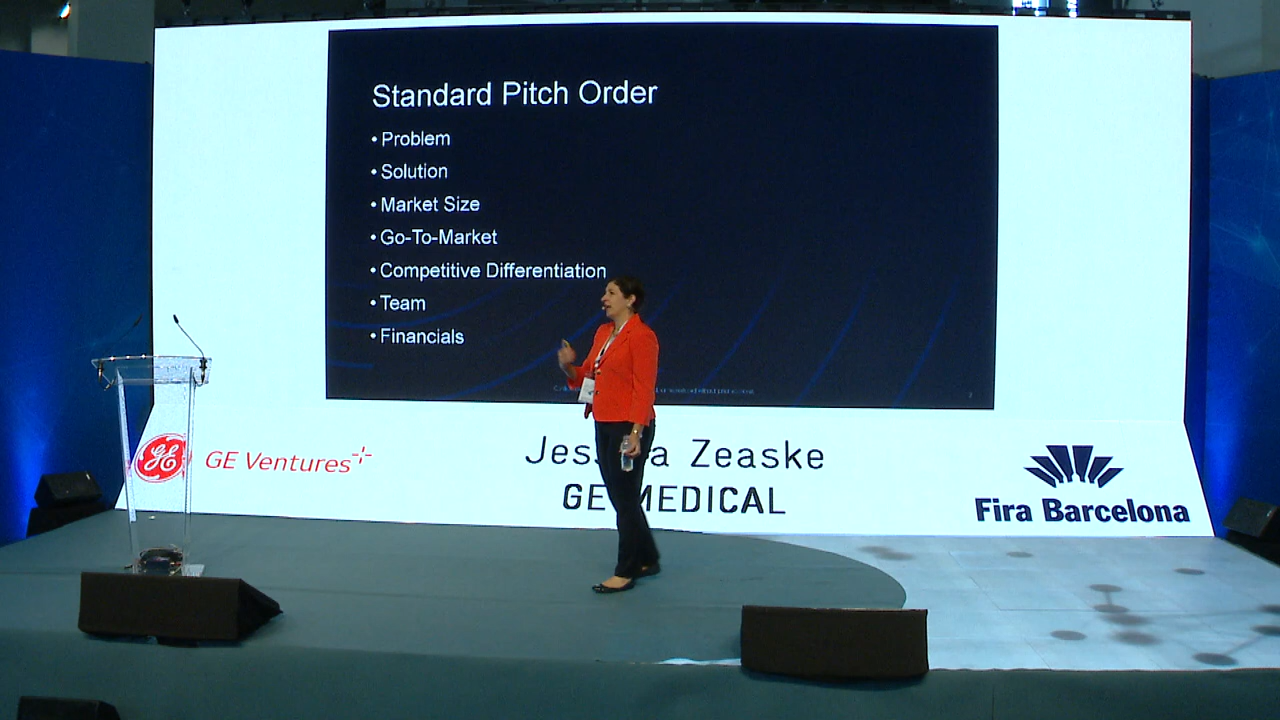 Standard Pitch Order
• Problem
• Solution
• Market Size
• Go-To-Market
• Competitive Differentiation
• Team
• Financials
GE
GE Ventures
Zeaske
GE MEDICAL
Fira Barcelona